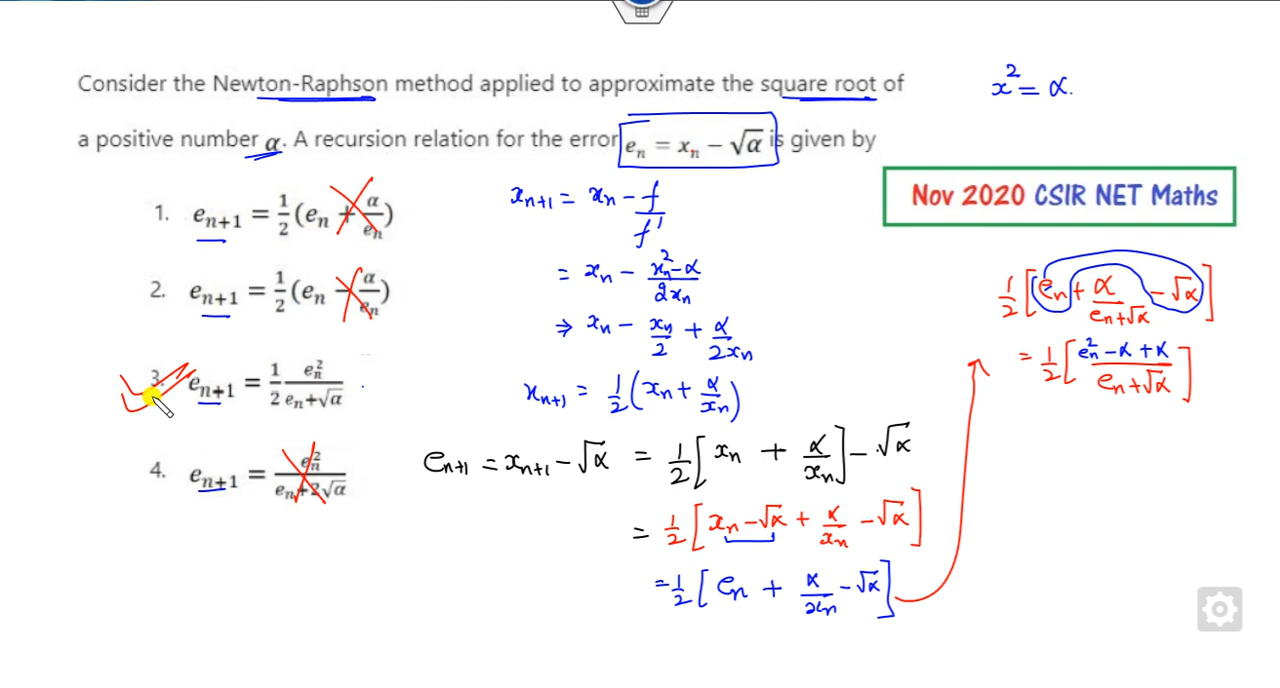 Consider the Newton-Raphson method applied to approximate the square root of
a positive number α. A recursion relation for the error e_n = x_n − √α is given by
x² = α.
Nov 2020 CSIR NET Maths
1. e_{n+1} = 1/2 (e_n + α/e_n)
2. e_{n+1} = 1/2 (e_n − α/e_n)
3. e_{n+1} = 1/2 e_n²/(e_n+√α)
4. e_{n+1} = e_n²/(e_n+2√α)
x_{n+1} = x_n − f/f'
= x_n − (x_n² − α)/2x_n
⇒ x_n − x_n/2 + α/2x_n
x_{n+1} = 1/2 (x_n + α/x_n)
e_{n+1} = x_{n+1} − √α = 1/2 [x_n + α/x_n] − √α
= 1/2 [x_n − √α + α/x_n − √α]
= 1/2 [e_n + α/x_n − √α]
1/2 [e_n + α/(e_n+√α) − √α]
= 1/2 [(e_n² − α + α)/(e_n+√α)]